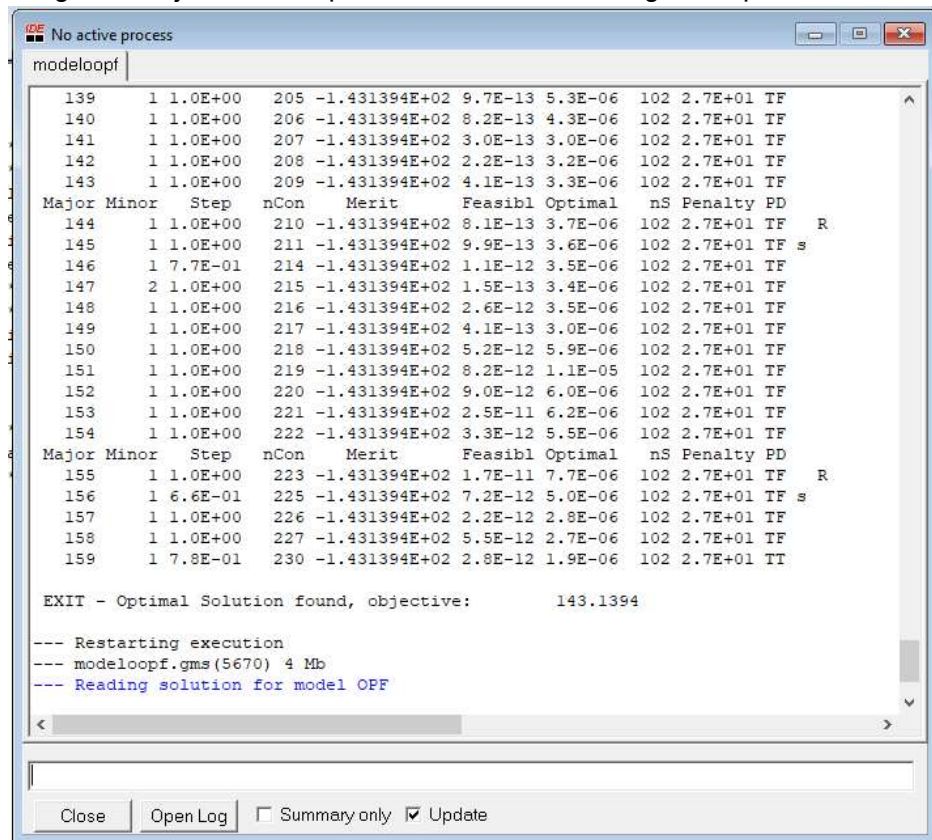 IDE No active process
modeloopf
139 1 1.0E+00 205 -1.431394E+02 9.7E-13 5.3E-06 102 2.7E+01 TF
140 1 1.0E+00 206 -1.431394E+02 8.2E-13 4.3E-06 102 2.7E+01 TF
141 1 1.0E+00 207 -1.431394E+02 3.0E-13 3.0E-06 102 2.7E+01 TF
142 1 1.0E+00 208 -1.431394E+02 2.2E-13 3.2E-06 102 2.7E+01 TF
143 1 1.0E+00 209 -1.431394E+02 4.1E-13 3.3E-06 102 2.7E+01 TF
Major Minor Step nCon Merit Feasibl Optimal nS Penalty PD
144 1 1.0E+00 210 -1.431394E+02 8.1E-13 3.7E-06 102 2.7E+01 TF R
145 1 1.0E+00 211 -1.431394E+02 9.9E-13 3.6E-06 102 2.7E+01 TF s
146 1 7.7E-01 214 -1.431394E+02 1.1E-12 3.5E-06 102 2.7E+01 TF
147 2 1.0E+00 215 -1.431394E+02 1.5E-13 3.4E-06 102 2.7E+01 TF
148 1 1.0E+00 216 -1.431394E+02 2.6E-12 3.5E-06 102 2.7E+01 TF
149 1 1.0E+00 217 -1.431394E+02 4.1E-13 3.0E-06 102 2.7E+01 TF
150 1 1.0E+00 218 -1.431394E+02 5.2E-12 5.9E-06 102 2.7E+01 TF
151 1 1.0E+00 219 -1.431394E+02 8.2E-12 1.1E-05 102 2.7E+01 TF
152 1 1.0E+00 220 -1.431394E+02 9.0E-12 6.0E-06 102 2.7E+01 TF
153 1 1.0E+00 221 -1.431394E+02 2.5E-11 6.2E-06 102 2.7E+01 TF
154 1 1.0E+00 222 -1.431394E+02 3.3E-12 5.5E-06 102 2.7E+01 TF
Major Minor Step nCon Merit Feasibl Optimal nS Penalty PD
155 1 1.0E+00 223 -1.431394E+02 1.7E-11 7.7E-06 102 2.7E+01 TF R
156 1 6.6E-01 225 -1.431394E+02 7.2E-12 5.0E-06 102 2.7E+01 TF s
157 1 1.0E+00 226 -1.431394E+02 2.2E-12 2.8E-06 102 2.7E+01 TF
158 1 1.0E+00 227 -1.431394E+02 5.5E-12 2.7E-06 102 2.7E+01 TF
159 1 7.8E-01 230 -1.431394E+02 2.8E-12 1.9E-06 102 2.7E+01 TT
EXIT - Optimal Solution found, objective: 143.1394
--- Restarting execution
--- modeloopf.gms(5670) 4 Mb
--- Reading solution for model OPF
Close Open Log Summary only Update